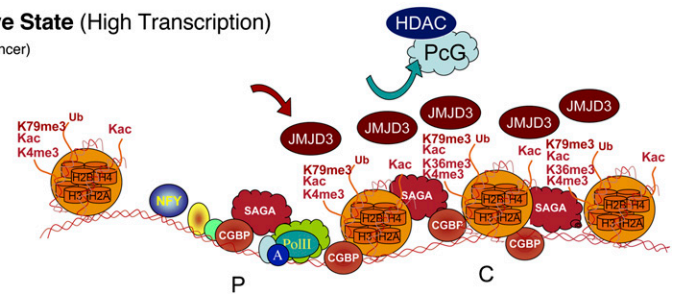 e State (High Transcription)
ncer)
HDAC
PcG
JMJD3
JMJD3
JMJD3
JMJD3
JMJD3
K79me3
Ub
Kac
K4me3
Kac
H2B H4
H3 H2A
NFY
CGBP
SAGA
A
PolII
CGBP
K79me3
Ub
Kac
K4me3
Kac
H2B H4
H3 H2A
SAGA
CGBP
K79me3
Ub
Kac
K36me3
K4me3
Kac
H2B H4
H3 H2A
CGBP
SAGA
K79me3
Ub
Kac
K36me3
K4me3
Kac
H2B H4
H3 H2A
P
C